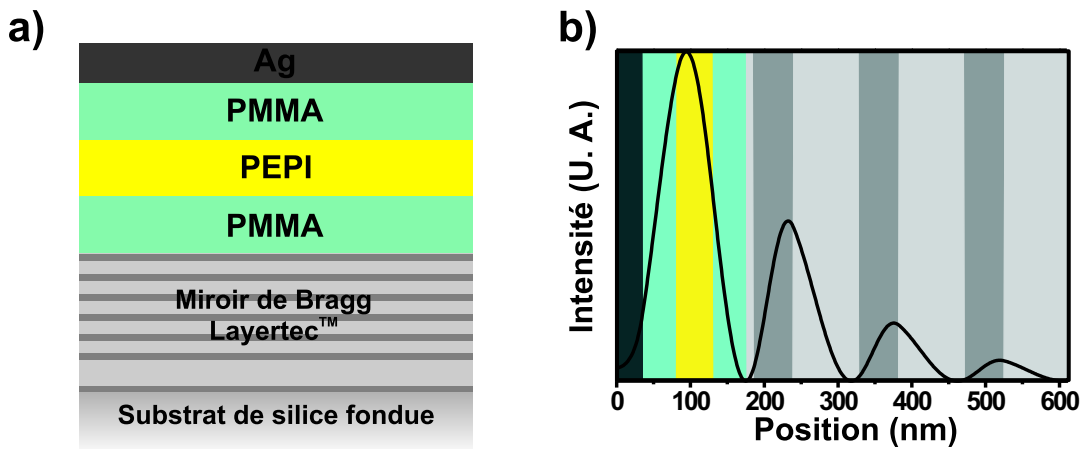 a)
Ag
PMMA
PEPI
PMMA
Miroir de Bragg
Layertec™
Substrat de silice fondue
b)
Intensité (U. A.)
0 100 200 300 400 500 600
Position (nm)